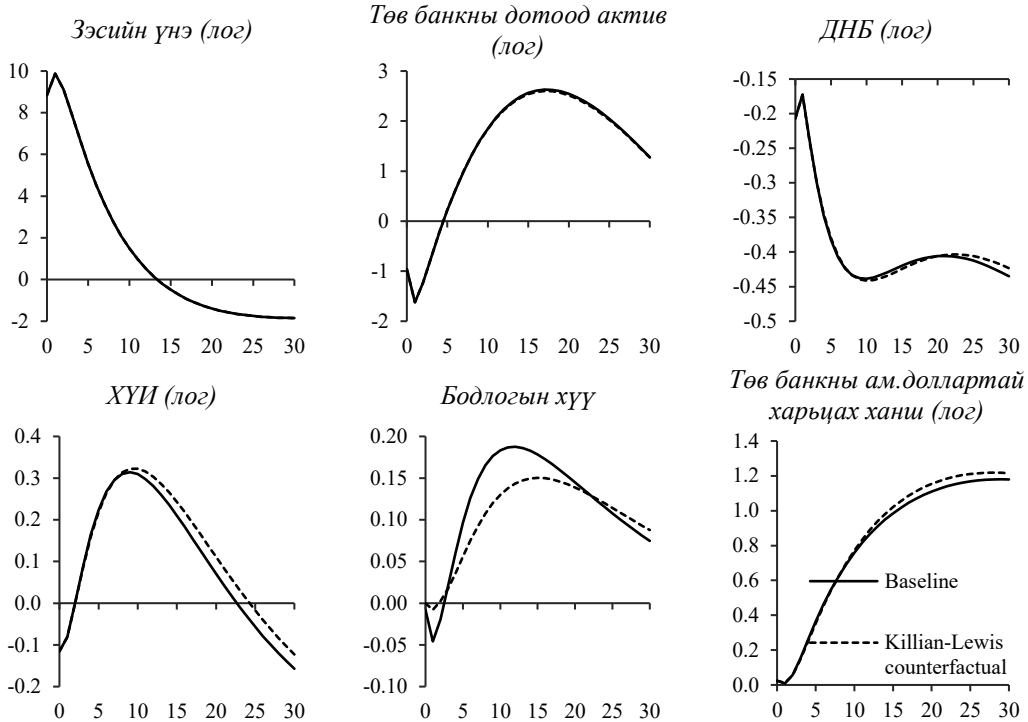 Зэсийн үнэ (лог)
10
8
6
4
2
0
-2
0 5 10 15 20 25 30
Төв банкны дотоод актив
(лог)
3
2
1
0
-1
-2
0 5 10 15 20 25 30
ДНБ (лог)
-0.15
-0.2
-0.25
-0.3
-0.35
-0.4
-0.45
-0.5
0 5 10 15 20 25 30
ХҮИ (лог)
0.4
0.3
0.2
0.1
0.0
-0.1
-0.2
0 5 10 15 20 25 30
Бодлогын хүү
0.20
0.15
0.10
0.05
0.00
-0.05
-0.10
0 5 10 15 20 25 30
Төв банкны ам.доллартай
харьцах ханш (лог)
1.4
1.2
1.0
0.8
0.6
0.4
0.2
0.0
0 5 10 15 20 25 30
Baseline
Killian-Lewis
counterfactual